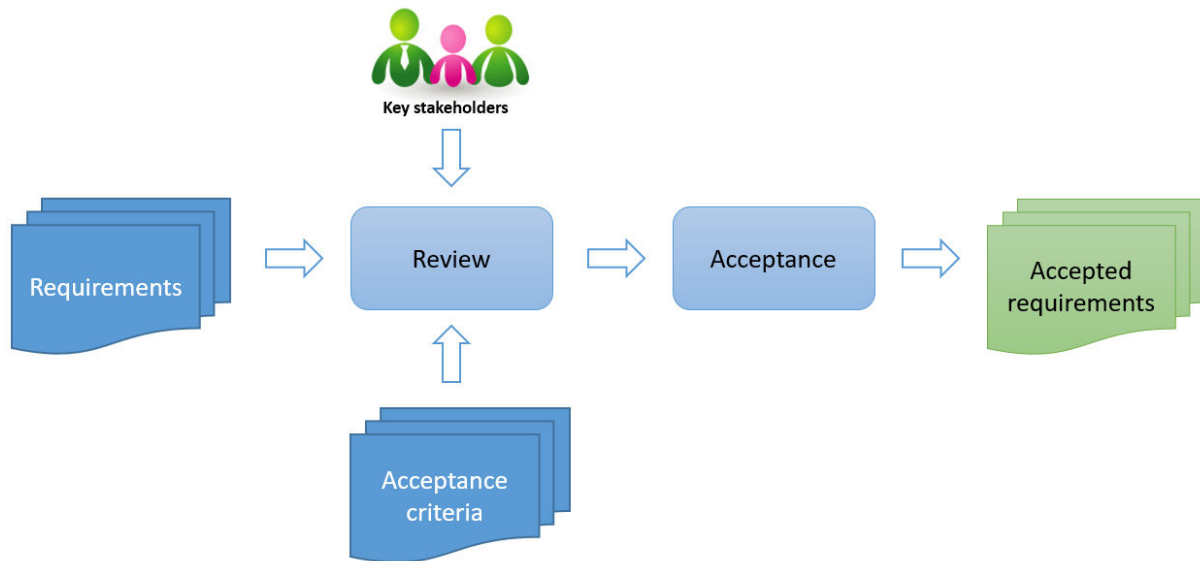 Key stakeholders
Requirements
Review
Acceptance
Accepted
requirements
Acceptance
criteria